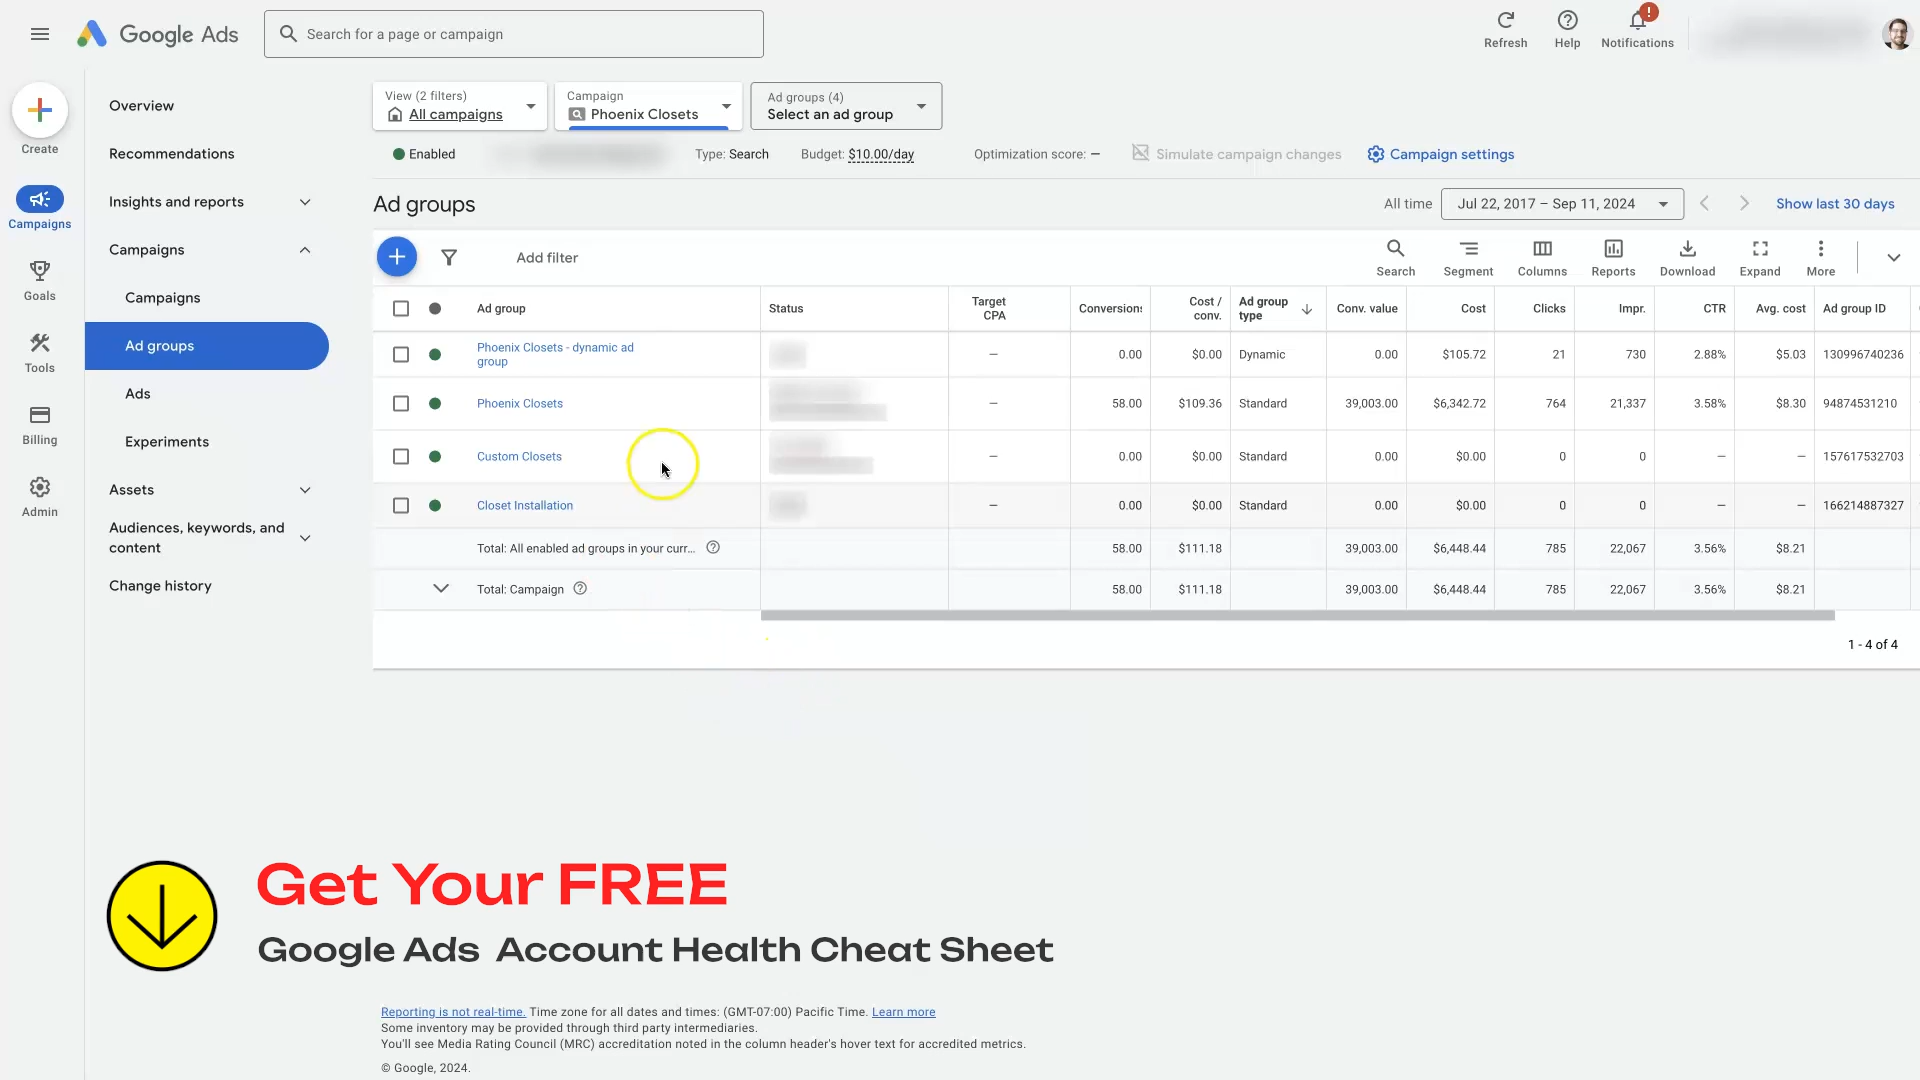 Google Ads
Search for a page or campaign
Refresh
Help
!
Notifications
Create
Campaigns
Goals
Tools
Billing
Admin
Overview
Recommendations
Insights and reports
Campaigns
Campaigns
Ad groups
Ads
Experiments
Assets
Audiences, keywords, and
content
Change history
View (2 filters)
All campaigns
Campaign
Phoenix Closets
Ad groups (4)
Select an ad group
Enabled
Type: Search
Budget: $10.00/day
Optimization score: –
Simulate campaign changes
Campaign settings
Ad groups
All time
Jul 22, 2017 – Sep 11, 2024
Show last 30 days
Add filter
Search
Segment
Columns
Reports
Download
Expand
More
Ad group Status Target CPA Conversions Cost / conv. Ad group type Conv. value Cost Clicks Impr. CTR Avg. cost Ad group ID
Phoenix Closets - dynamic ad group – 0.00 $0.00 Dynamic 0.00 $105.72 21 730 2.88% $5.03 130996740236
Phoenix Closets – 58.00 $109.36 Standard 39,003.00 $6,342.72 764 21,337 3.58% $8.30 94874531210
Custom Closets – 0.00 $0.00 Standard 0.00 $0.00 0 0 – – 157617532703
Closet Installation – 0.00 $0.00 Standard 0.00 $0.00 0 0 – – 166214887327
Total: All enabled ad groups in your curr... 58.00 $111.18 39,003.00 $6,448.44 785 22,067 3.56% $8.21
Total: Campaign 58.00 $111.18 39,003.00 $6,448.44 785 22,067 3.56% $8.21
1 - 4 of 4
Get Your FREE
Google Ads Account Health Cheat Sheet
Reporting is not real-time. Time zone for all dates and times: (GMT-07:00) Pacific Time. Learn more
Some inventory may be provided through third party intermediaries.
You'll see Media Rating Council (MRC) accreditation noted in the column header's hover text for accredited metrics.
© Google, 2024.